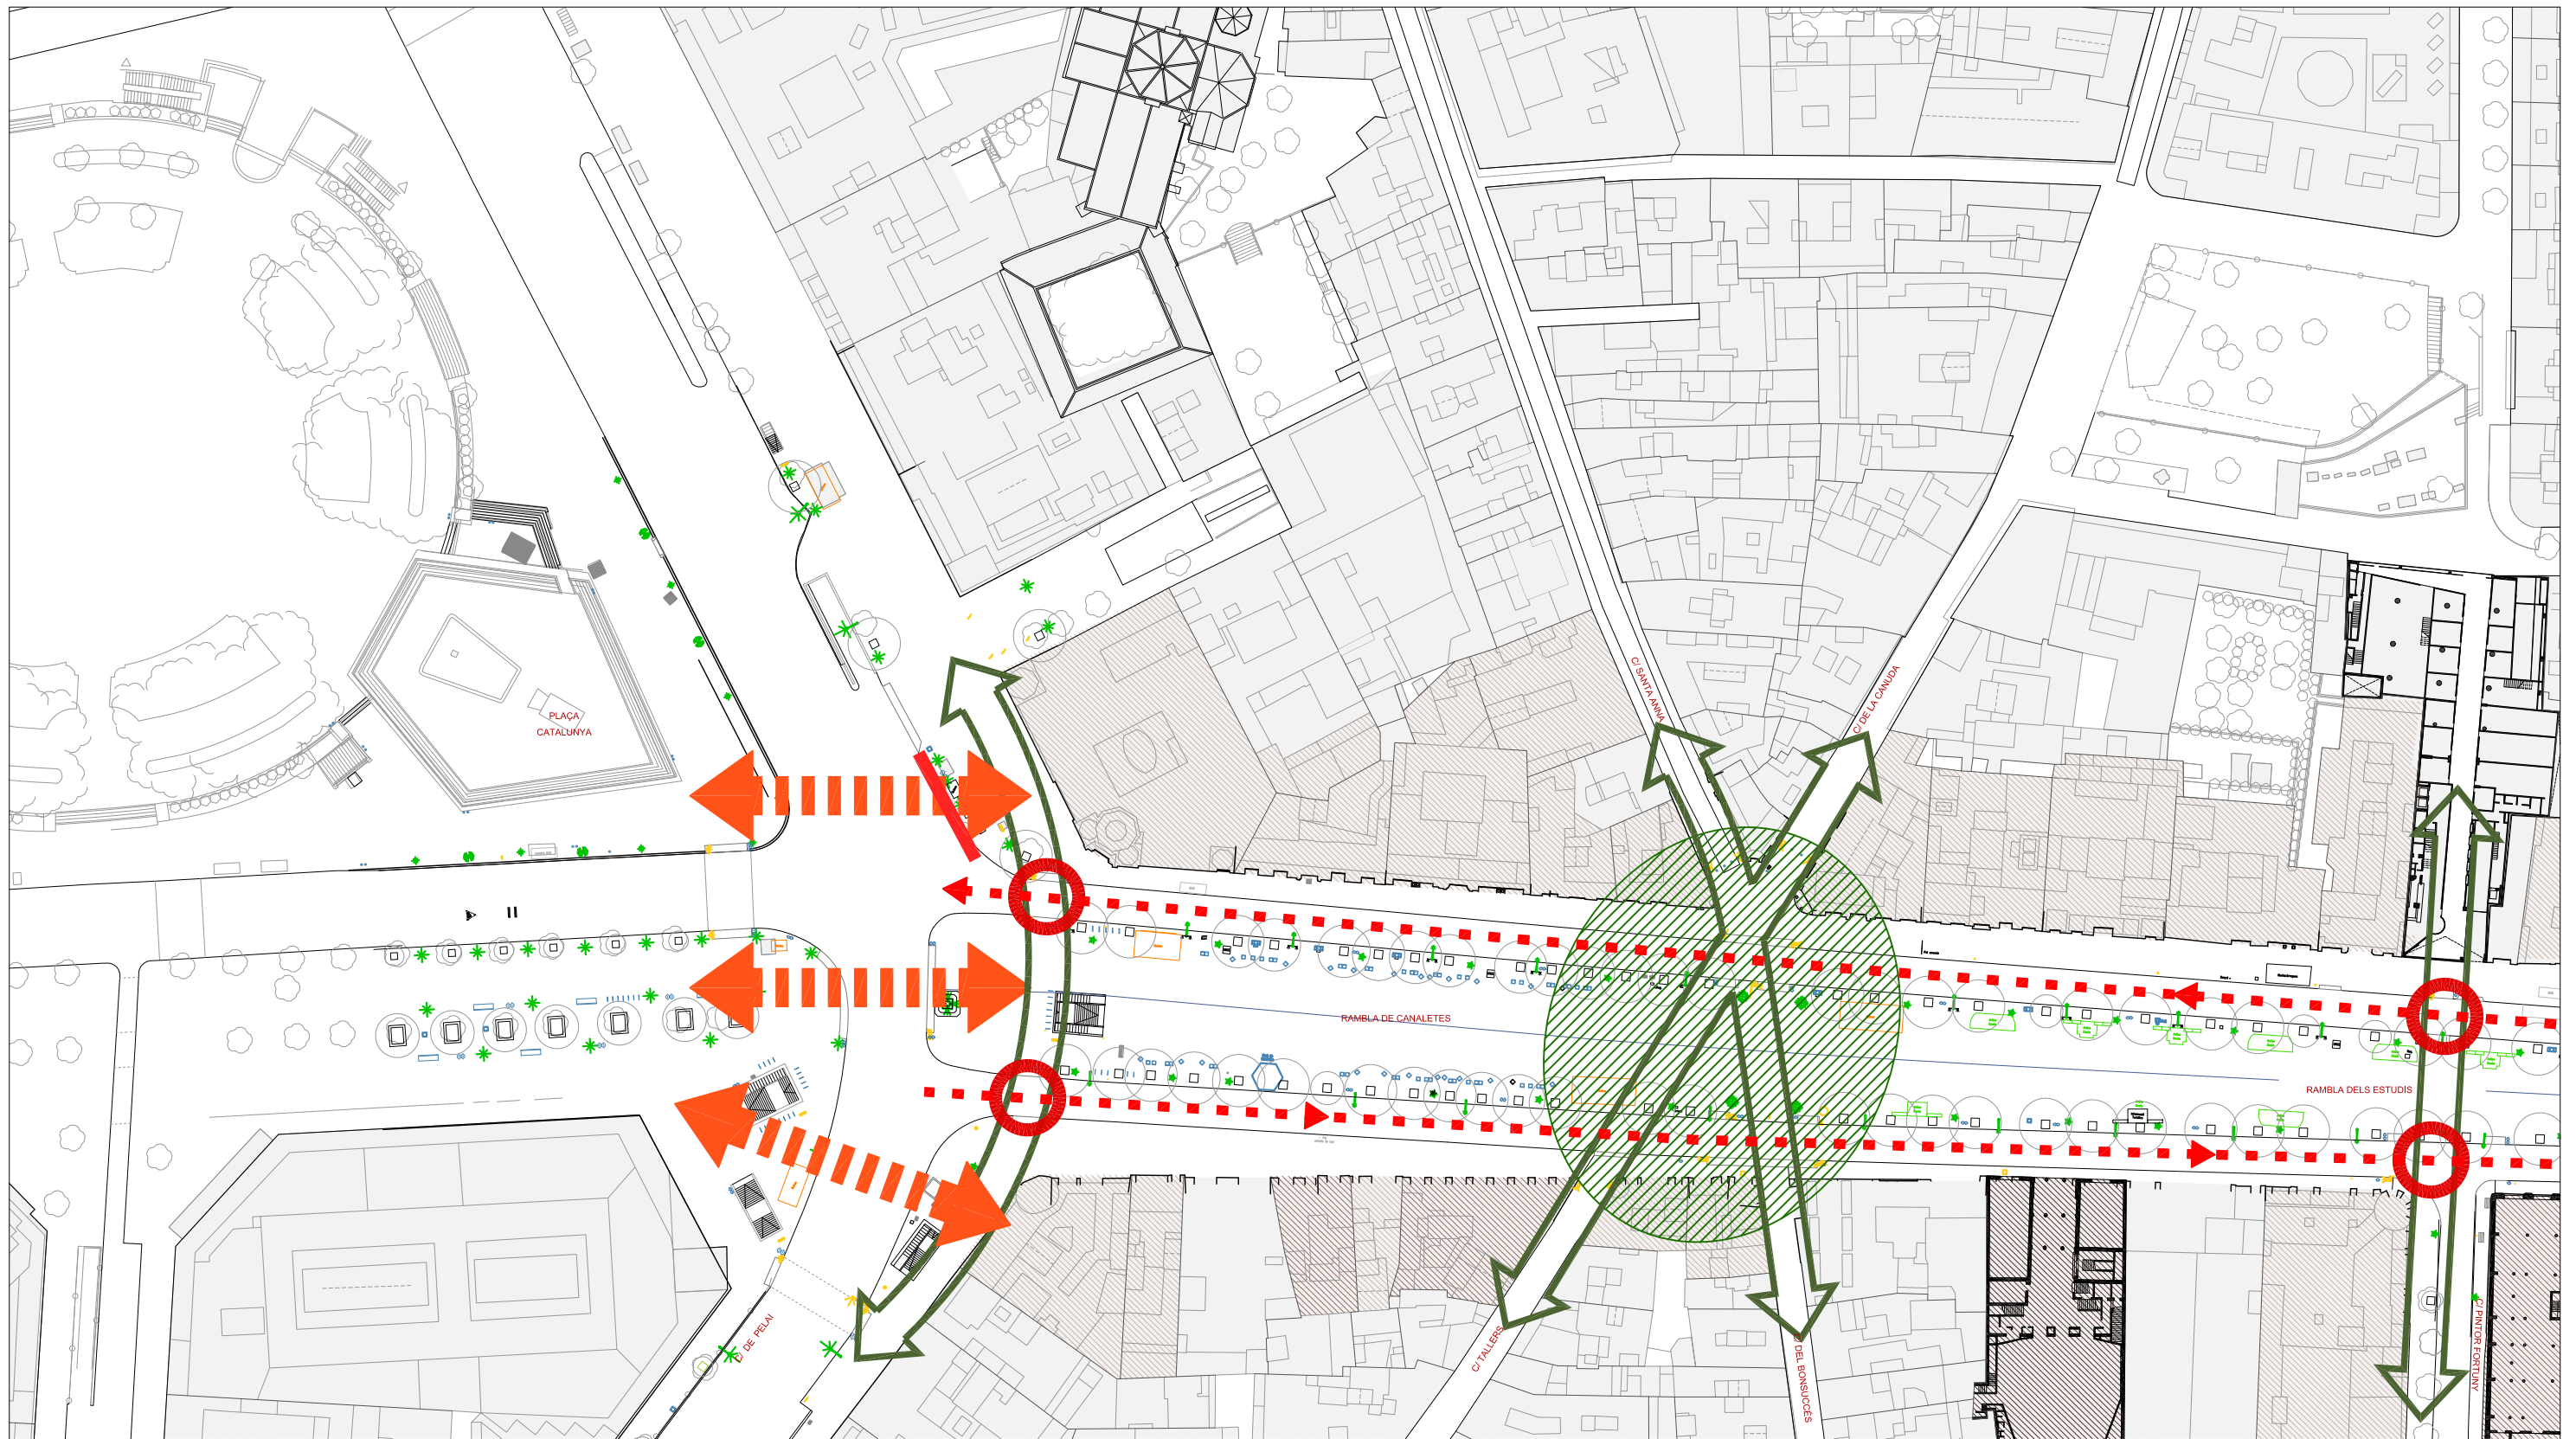 C/ SANTA ANNA
C/ DE LA CANUDA
PLAÇA
CATALUNYA
RAMBLA DE CANALETES
RAMBLA DELS ESTUDIS
C/ DE PELAI
C/ TALLERS
C/ DEL BONSUCCÉS
C/ PINTOR FORTUNY